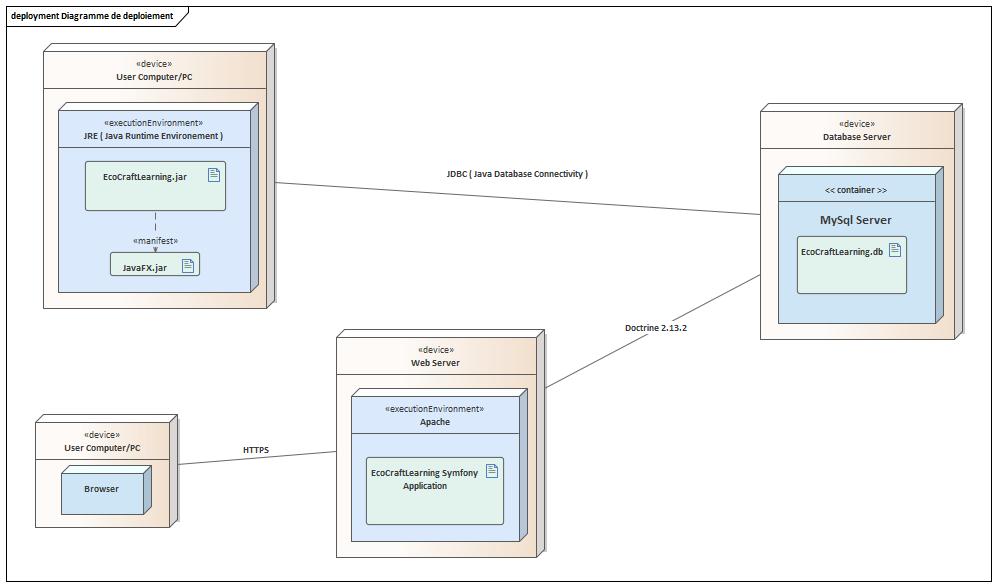 deployment Diagramme de deploiement
«device»
User Computer/PC
«executionEnvironment»
JRE ( Java Runtime Environement )
EcoCraftLearning.jar
«manifest»
JavaFX.jar
JDBC ( Java Database Connectivity )
«device»
Database Server
<< container >>
MySql Server
EcoCraftLearning.db
Doctrine 2.13.2
«device»
Web Server
«executionEnvironment»
Apache
EcoCraftLearning Symfony
Application
HTTPS
«device»
User Computer/PC
Browser